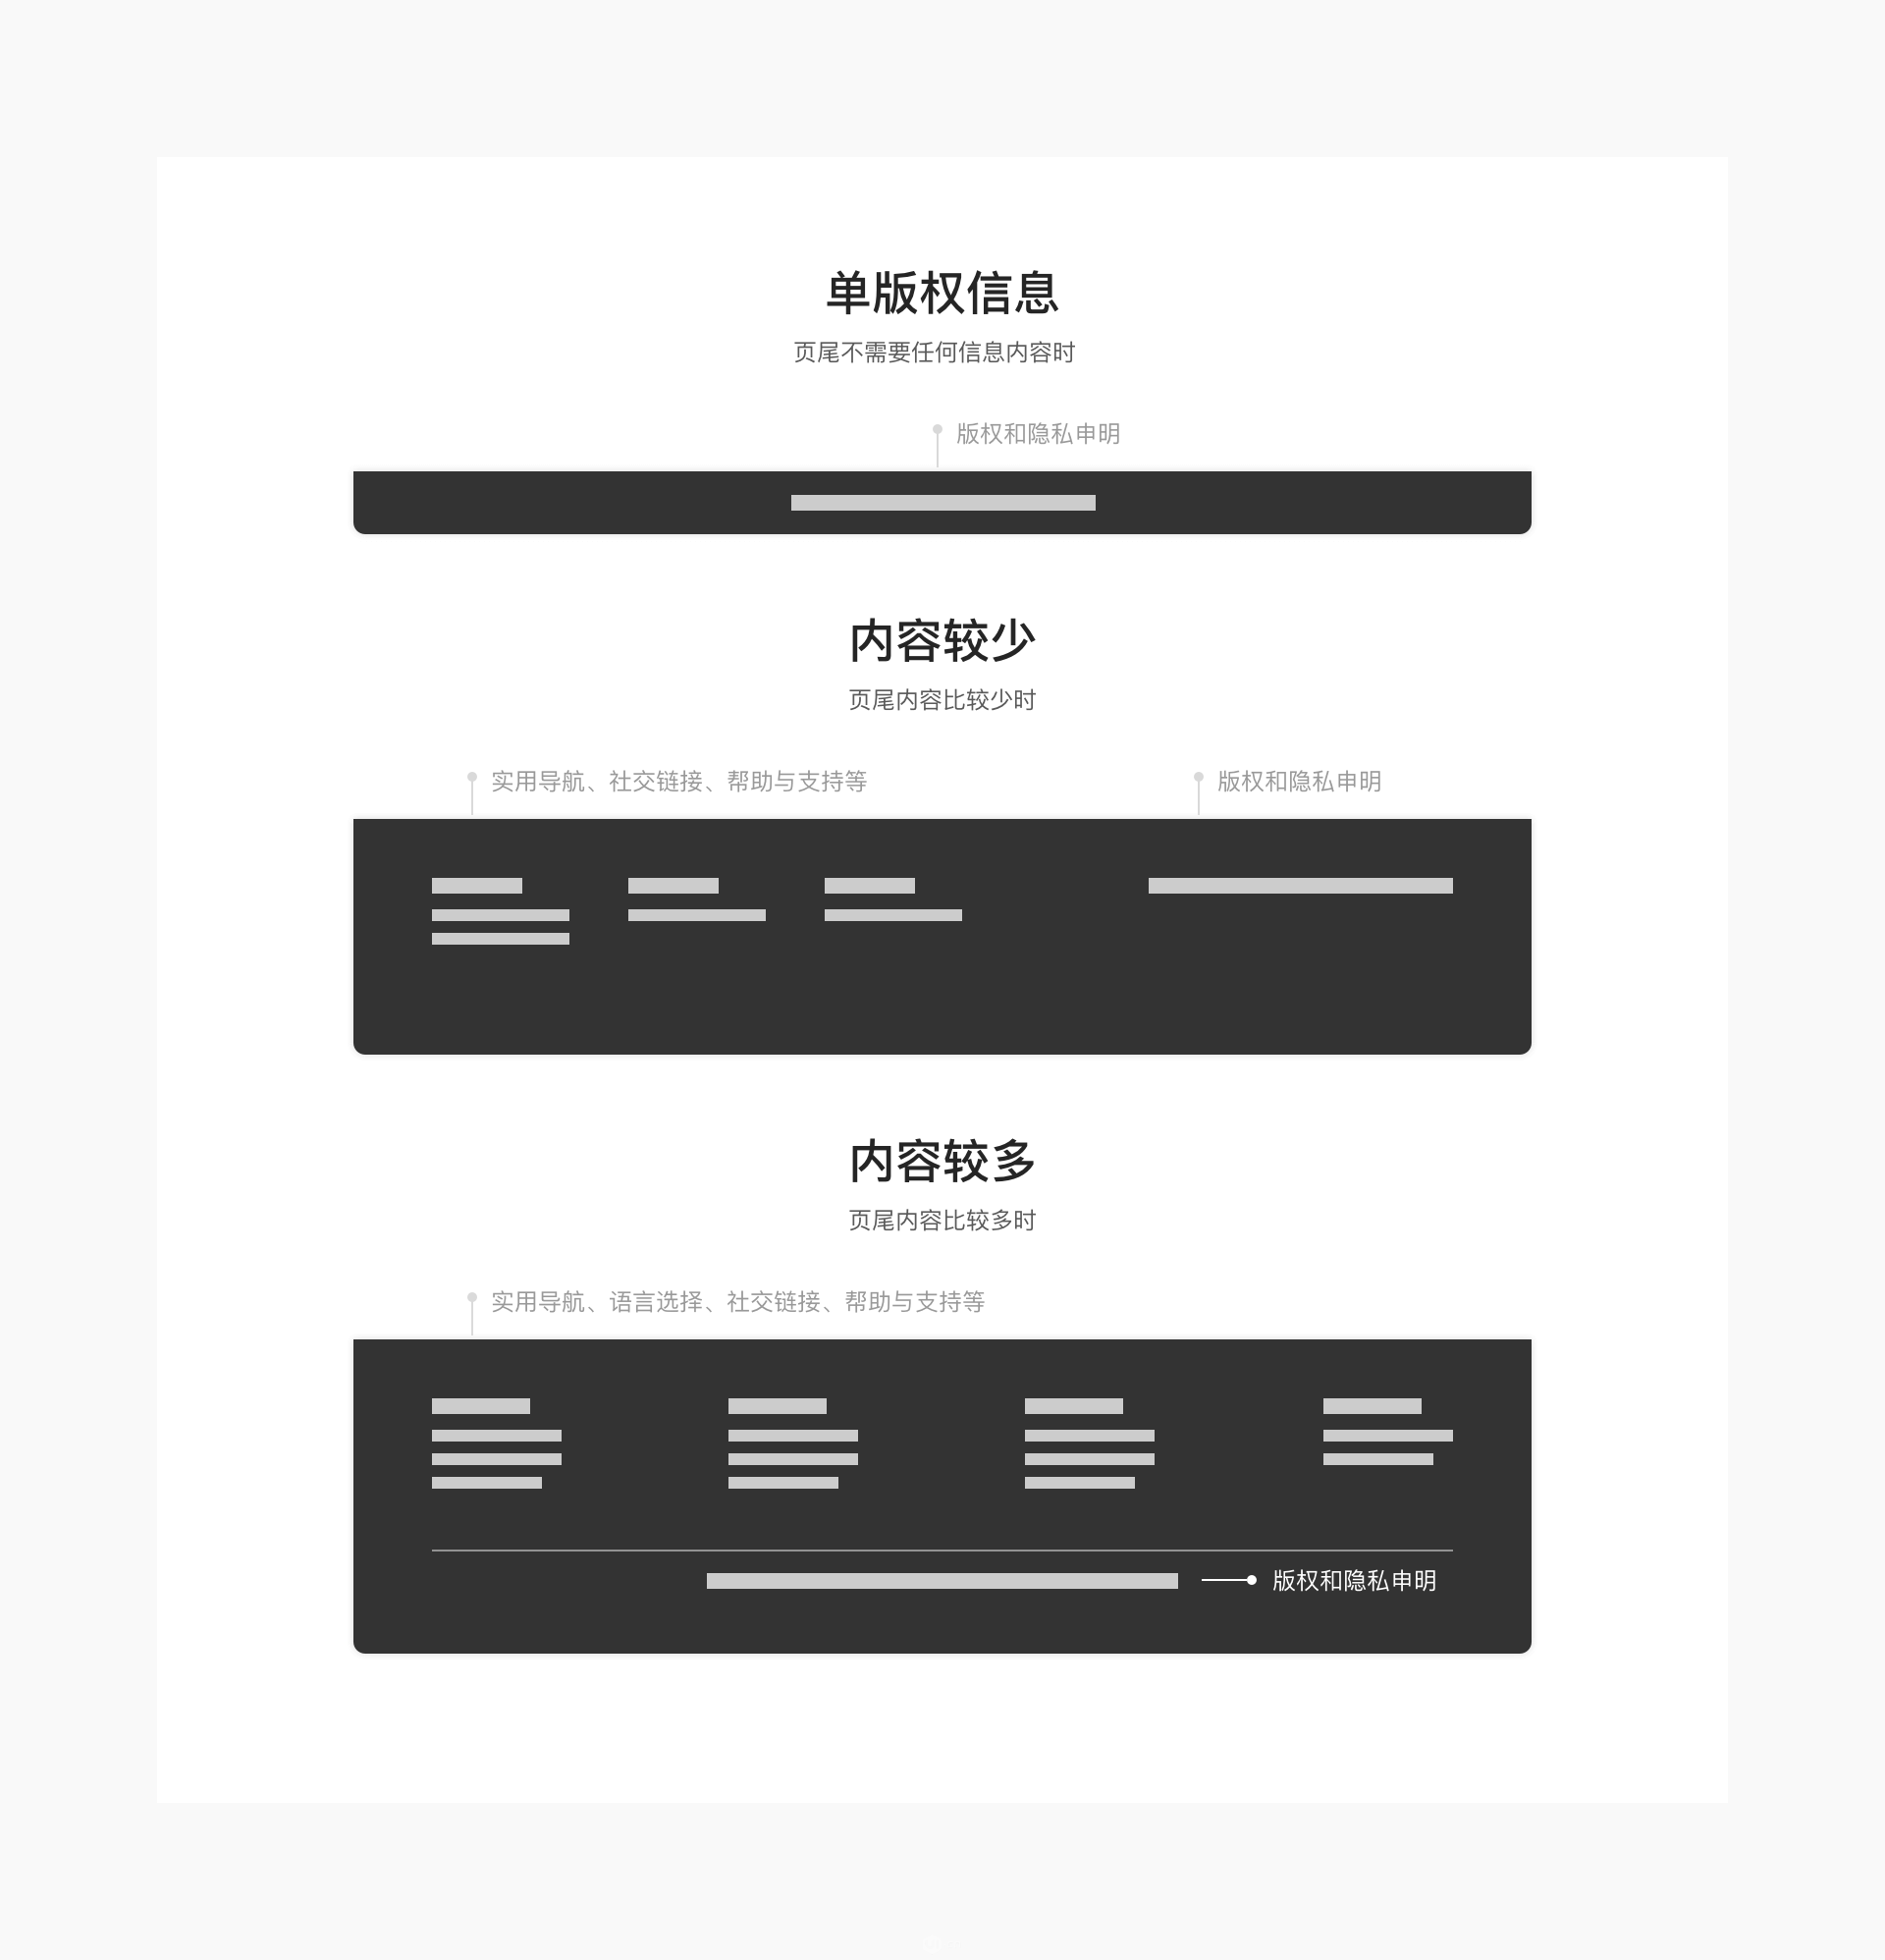 单版权信息
页尾不需要任何信息内容时
版权和隐私申明
内容较少
页尾内容比较少时
实用导航、社交链接、帮助与支持等
版权和隐私申明
内容较多
页尾内容比较多时
实用导航、语言选择、社交链接、帮助与支持等
版权和隐私申明